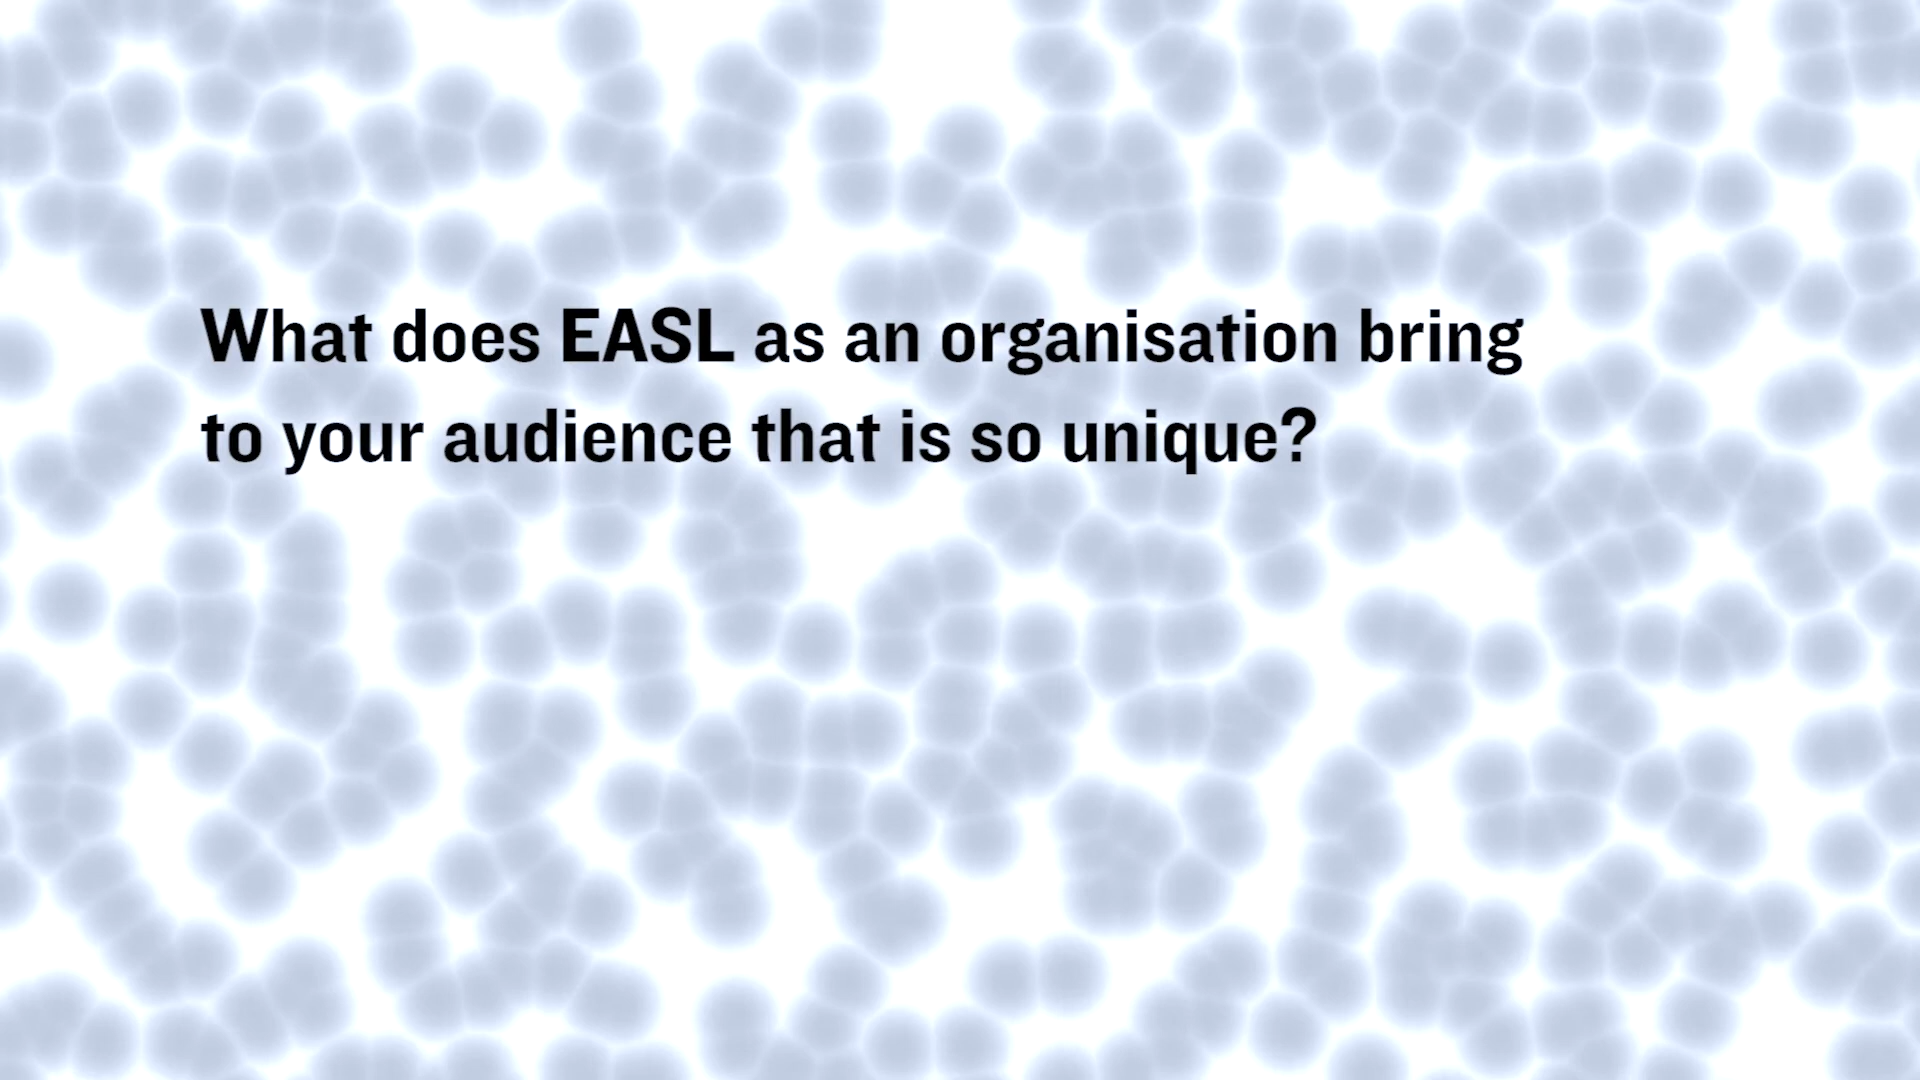 What does EASL as an organisation bring
to your audience that is so unique?